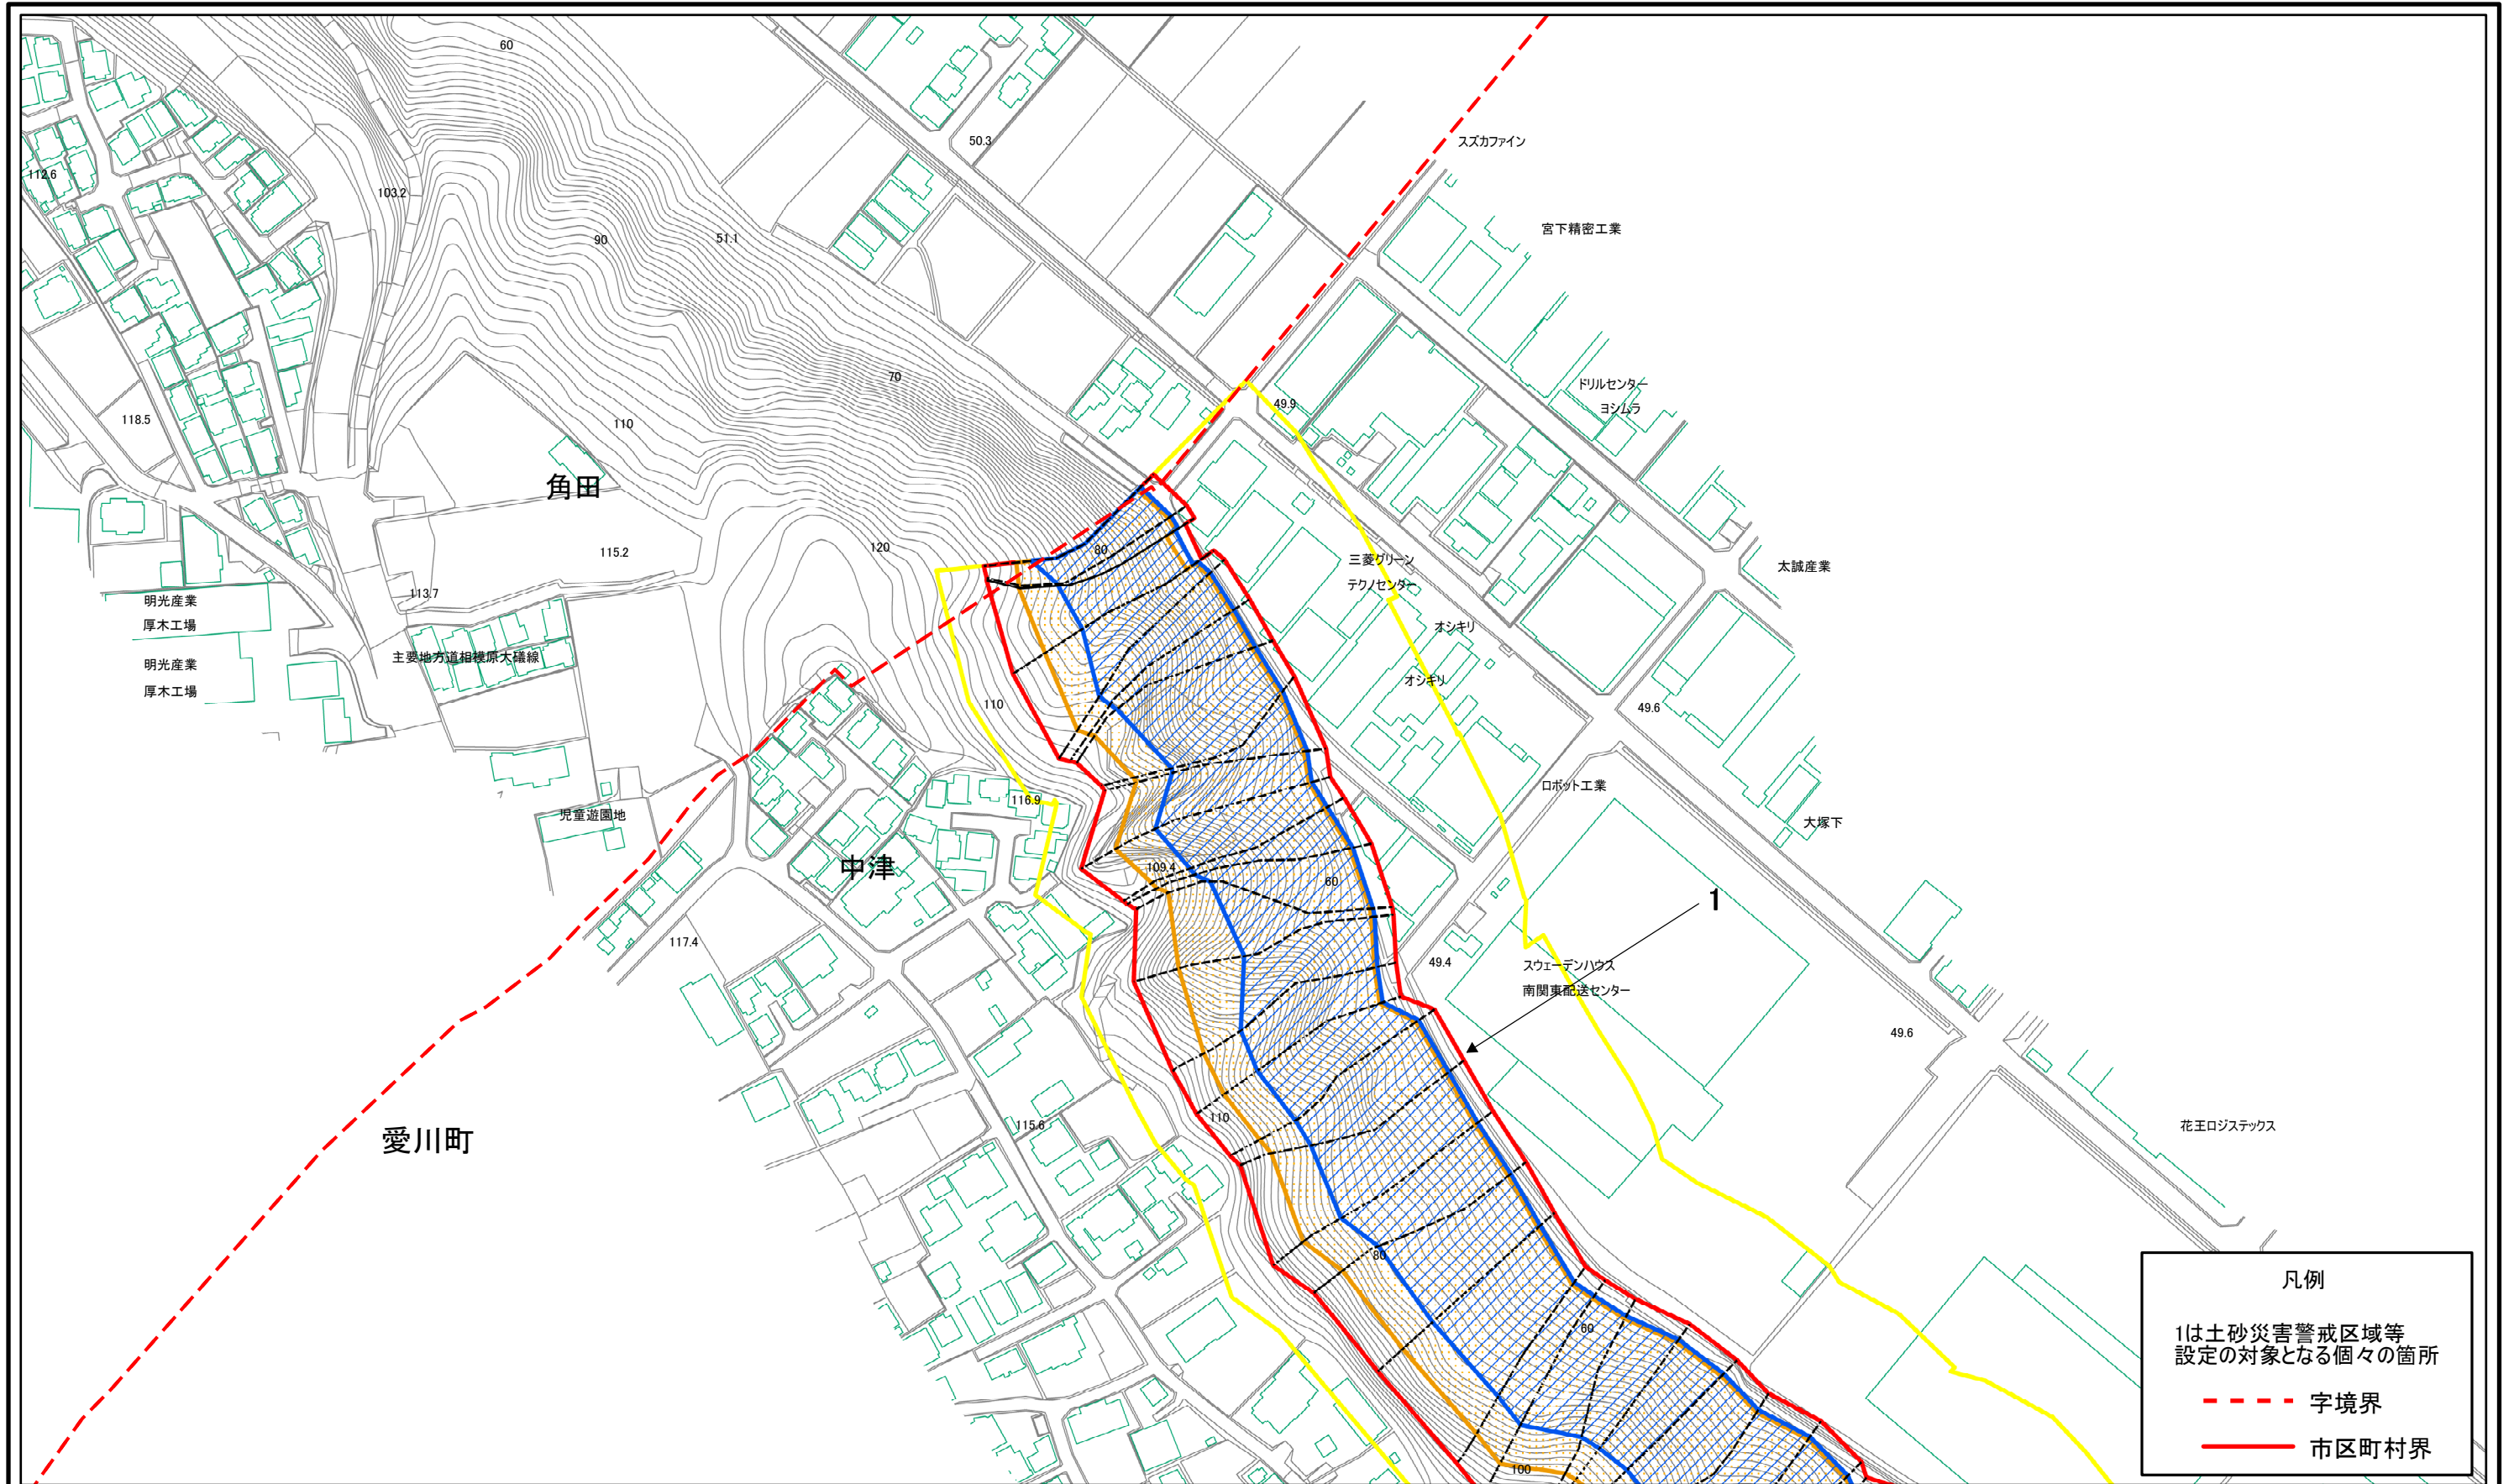 60
50.3
スズカファイン
112.6
103.2
宮下精密工業
90
51.1
70
ドリルセンター
ヨシムラ
49.9
118.5
110
角田
115.2
120
80
三菱グリーン
テクノセンター
太誠産業
113.7
明光産業
厚木工場
オシキリ
主要地方道相模原大磯線
明光産業
厚木工場
オシキリ
110
49.6
ロボット工業
116.9
児童遊園地
大塚下
中津
109.4
60
1
117.4
49.4
スウェーデンハウス
南関東配送センター
49.6
110
115.6
愛川町
花王ロジステックス
80
60
100
凡例
1は土砂災害警戒区域等
設定の対象となる個々の箇所
字境界
市区町村界